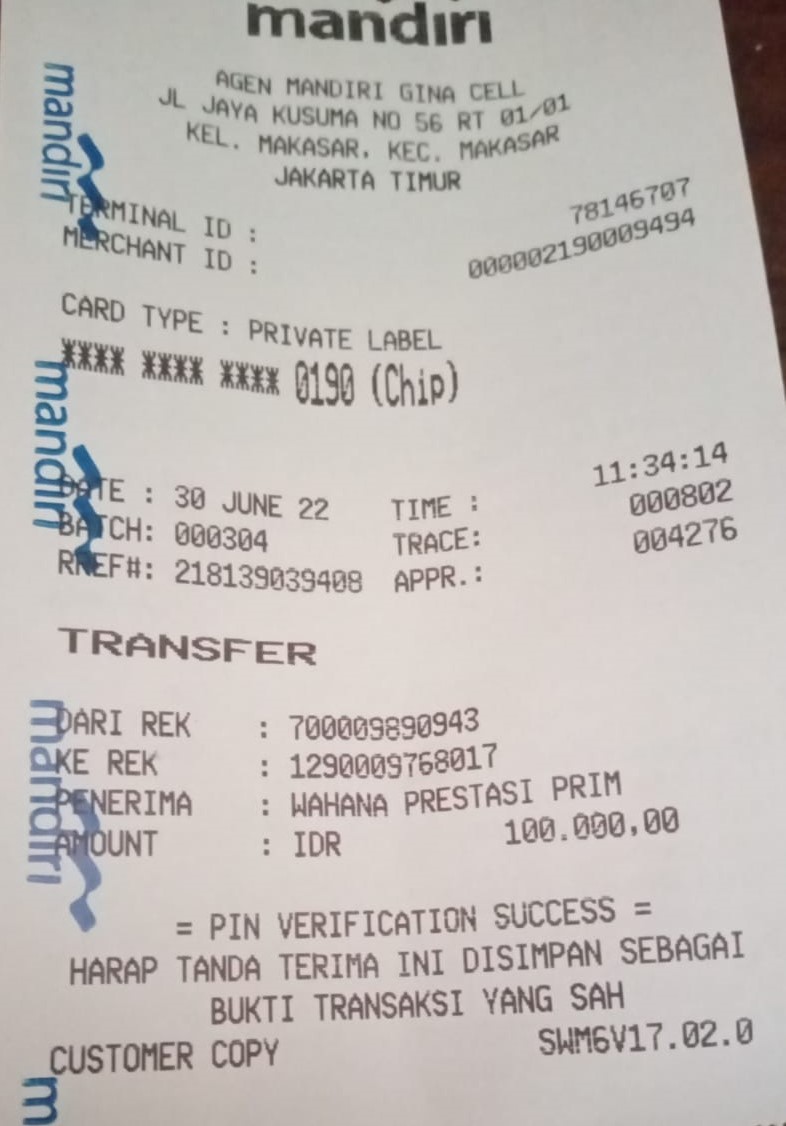 mandiri
AGEN MANDIRI GINA CELL
JL JAYA KUSUMA NO 56 RT 01/01
KEL. MAKASAR, KEC. MAKASAR
JAKARTA TIMUR
TERMINAL ID : 78146707
MERCHANT ID : 000002190009494
CARD TYPE : PRIVATE LABEL
**** **** **** 0190 (Chip)
DATE : 30 JUNE 22 TIME : 11:34:14
BATCH: 000304 TRACE: 000802
RREF#: 218139039408 APPR.: 004276
TRANSFER
DARI REK : 700009890943
KE REK : 1290009768017
PENERIMA : WAHANA PRESTASI PRIM
AMOUNT : IDR 100.000,00
= PIN VERIFICATION SUCCESS =
HARAP TANDA TERIMA INI DISIMPAN SEBAGAI
BUKTI TRANSAKSI YANG SAH
CUSTOMER COPY SWM6V17.02.0
mandiri
mandiri
mandiri
m